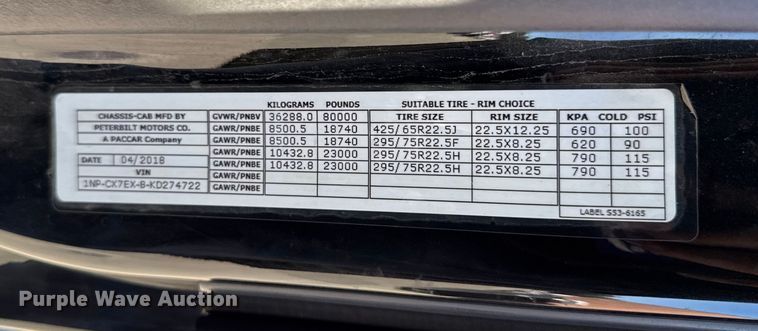 KILOGRAMS POUNDS SUITABLE TIRE - RIM CHOICE
CHASSIS-CAB MFD BY GVWR/PNBV 36288.0 80000 TIRE SIZE RIM SIZE KPA COLD PSI
PETERBILT MOTORS CO. GAWR/PNBE 8500.5 18740 425/65R22.5J 22.5X12.25 690 100
A PACCAR Company GAWR/PNBE 8500.5 18740 295/75R22.5F 22.5X8.25 620 90
GAWR/PNBE 10432.8 23000 295/75R22.5H 22.5X8.25 790 115
DATE 04/2018 GAWR/PNBE 10432.8 23000 295/75R22.5H 22.5X8.25 790 115
VIN GAWR/PNBE
1NP-CX7EX-B-KD274722 GAWR/PNBE
LABEL S53-6165
Purple Wave Auction